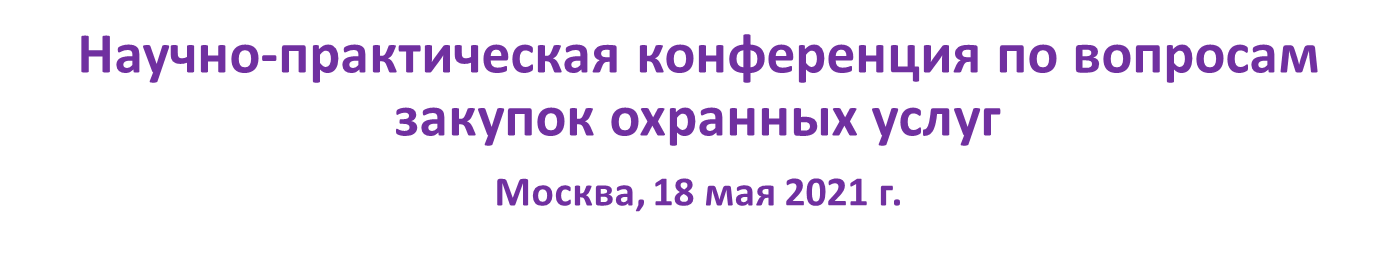 Научно-практическая конференция по вопросам
закупок охранных услуг
Москва, 18 мая 2021 г.